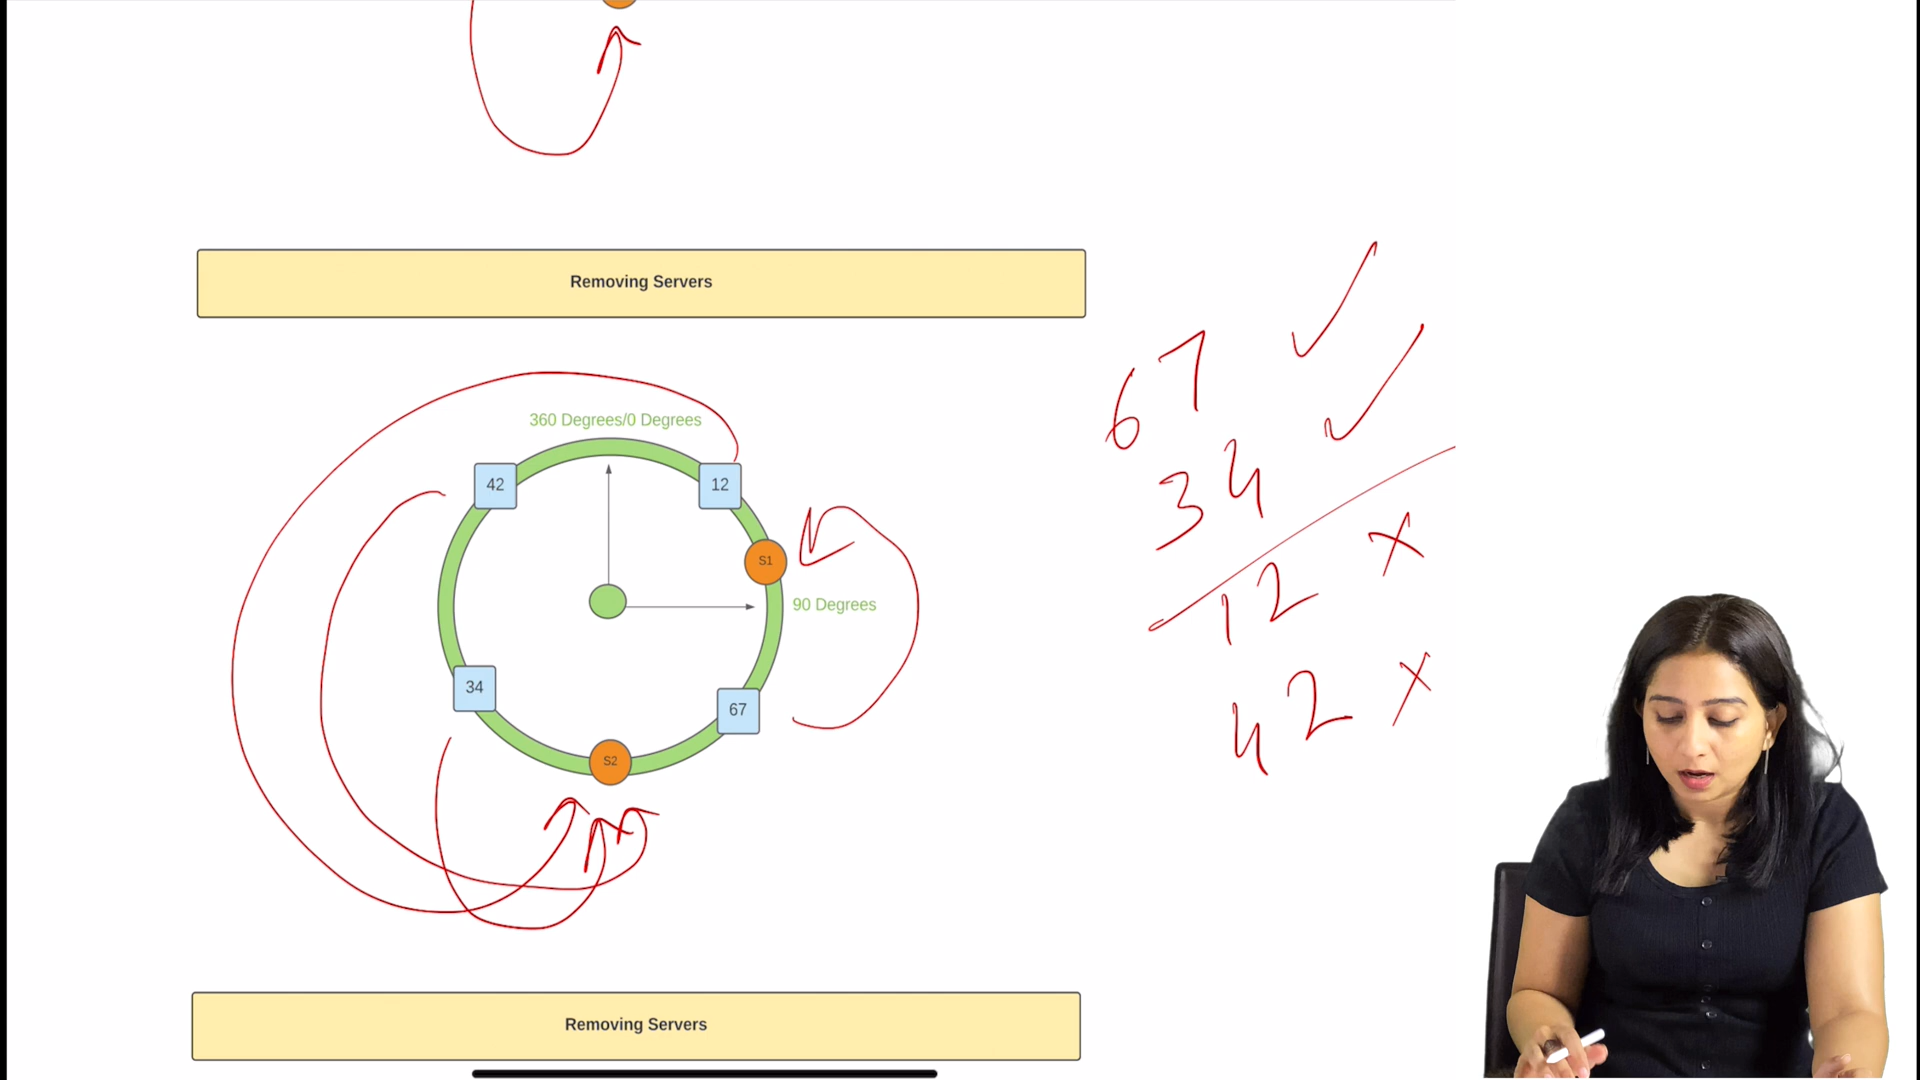 Removing Servers
360 Degrees/0 Degrees
42
12
S1
90 Degrees
34
67
S2
Removing Servers
67 ✓
34 ✓
12 ×
42 ×